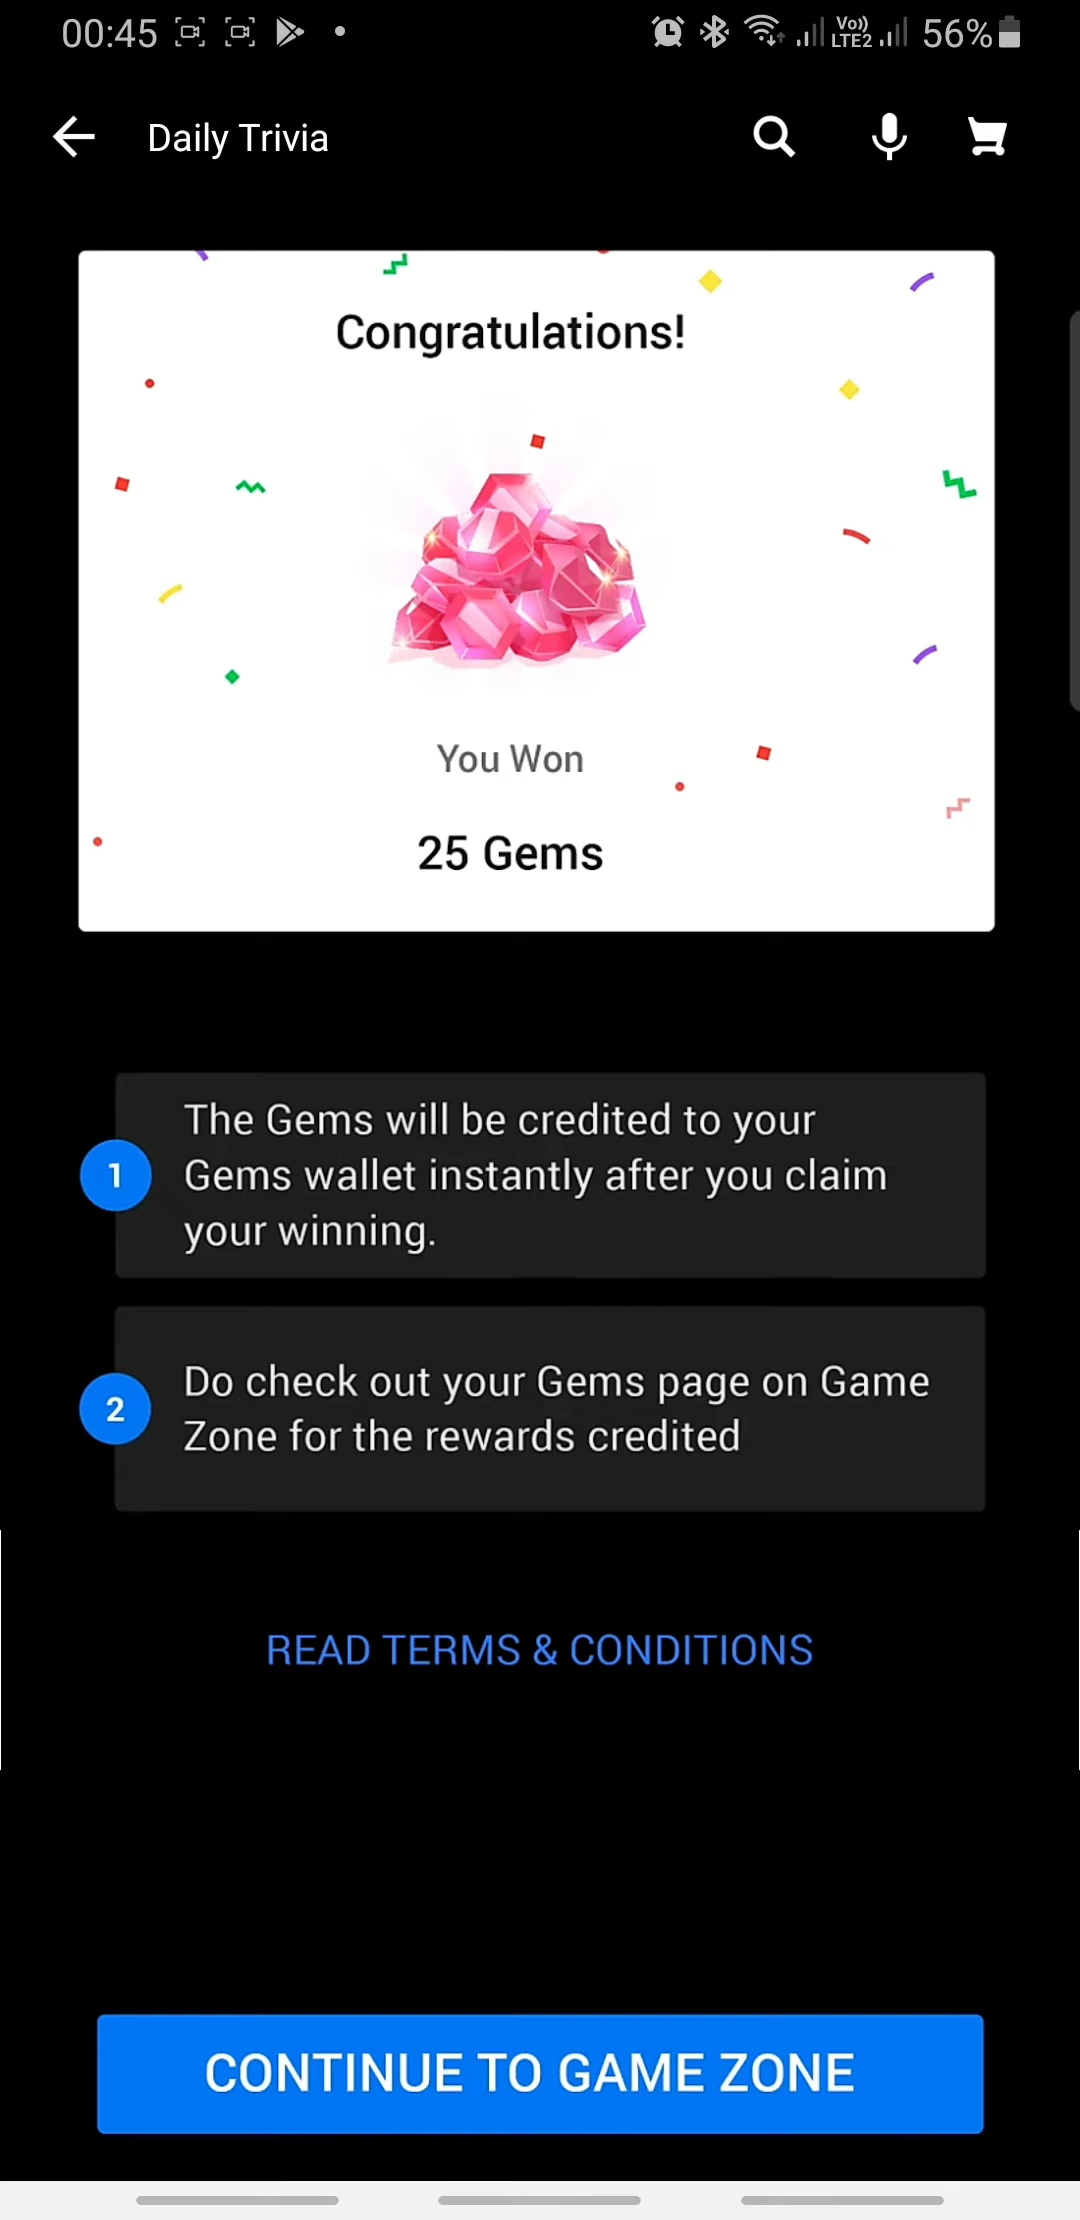 00:45
Vo)) LTE2
56%
Daily Trivia
Congratulations!
You Won
25 Gems
1
The Gems will be credited to your
Gems wallet instantly after you claim
your winning.
2
Do check out your Gems page on Game
Zone for the rewards credited
READ TERMS & CONDITIONS
CONTINUE TO GAME ZONE